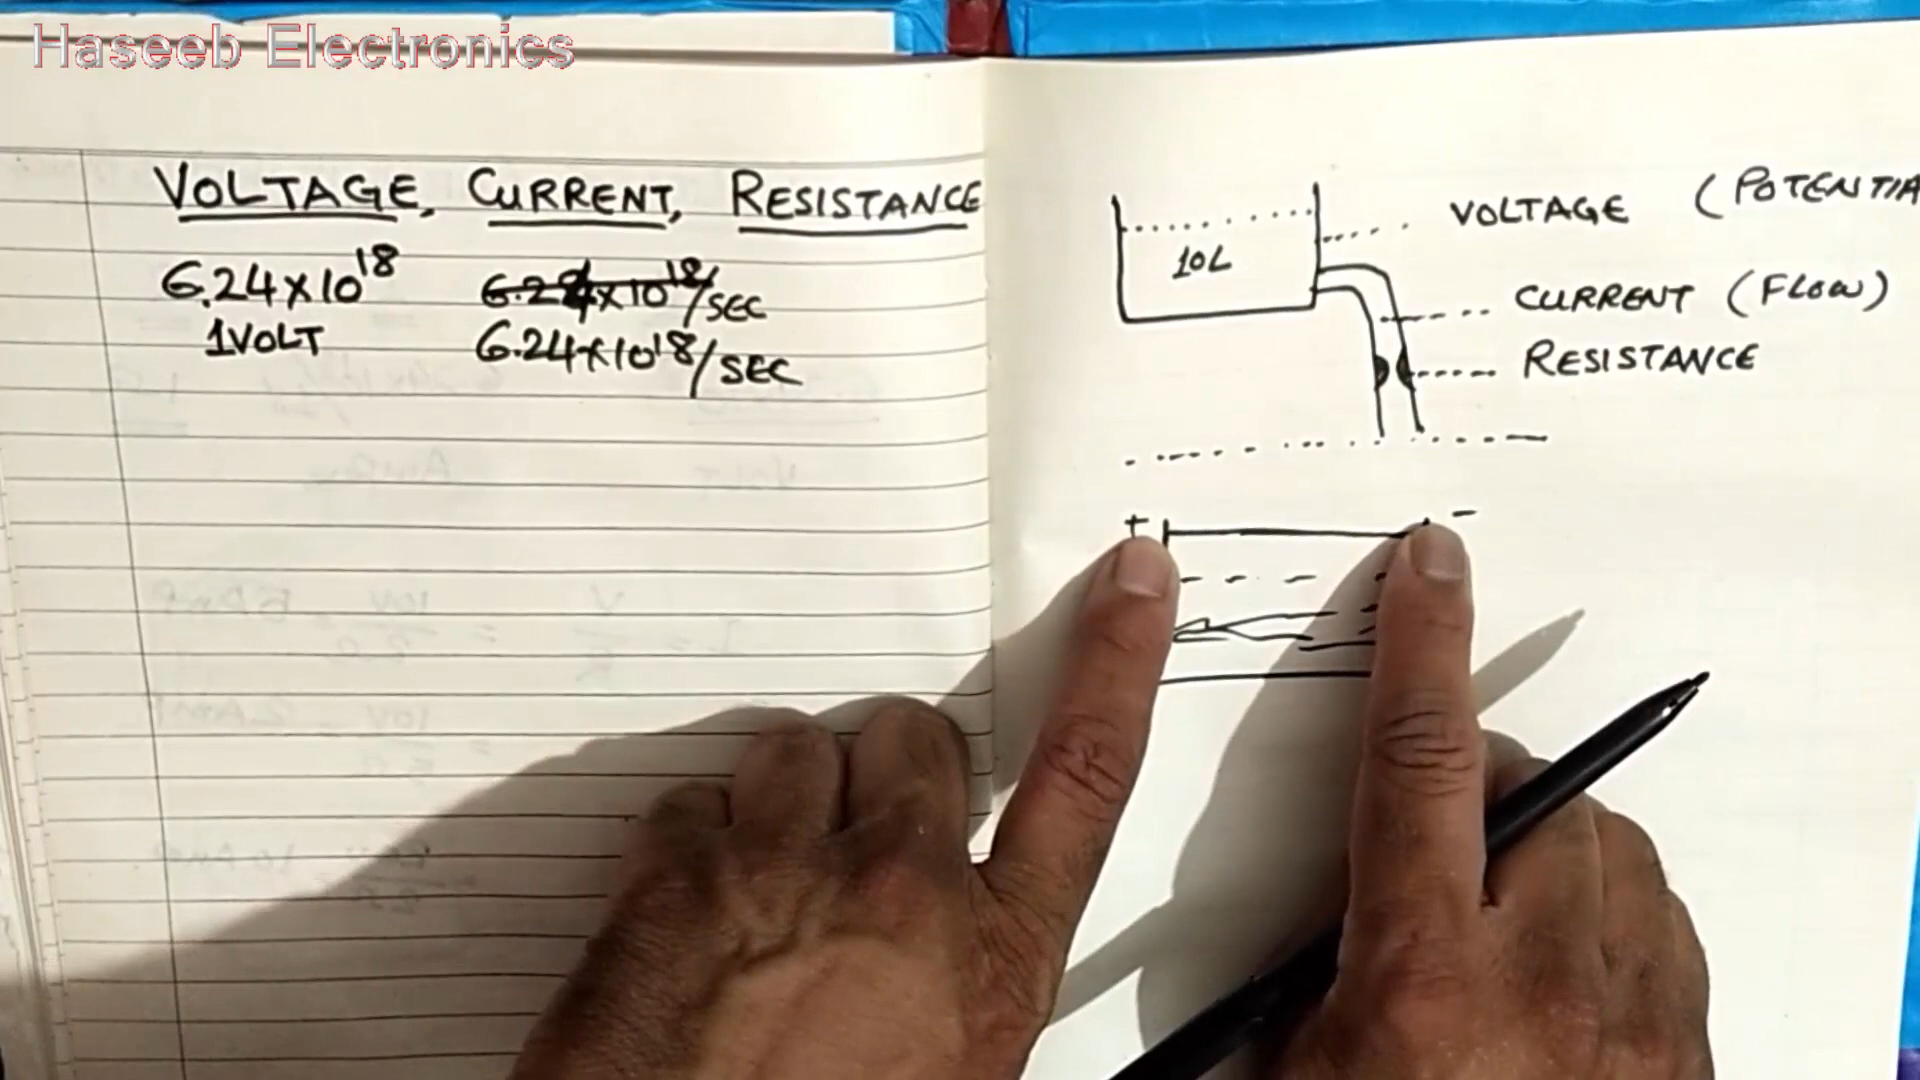 Haseeb Electronics
VOLTAGE, CURRENT, RESISTANCE
6.24x10^18 6.24x10^18/SEC
1VOLT 6.24x10^18/SEC
VOLTAGE (POTENTIA
10L
CURRENT (FLOW)
RESISTANCE
+ -